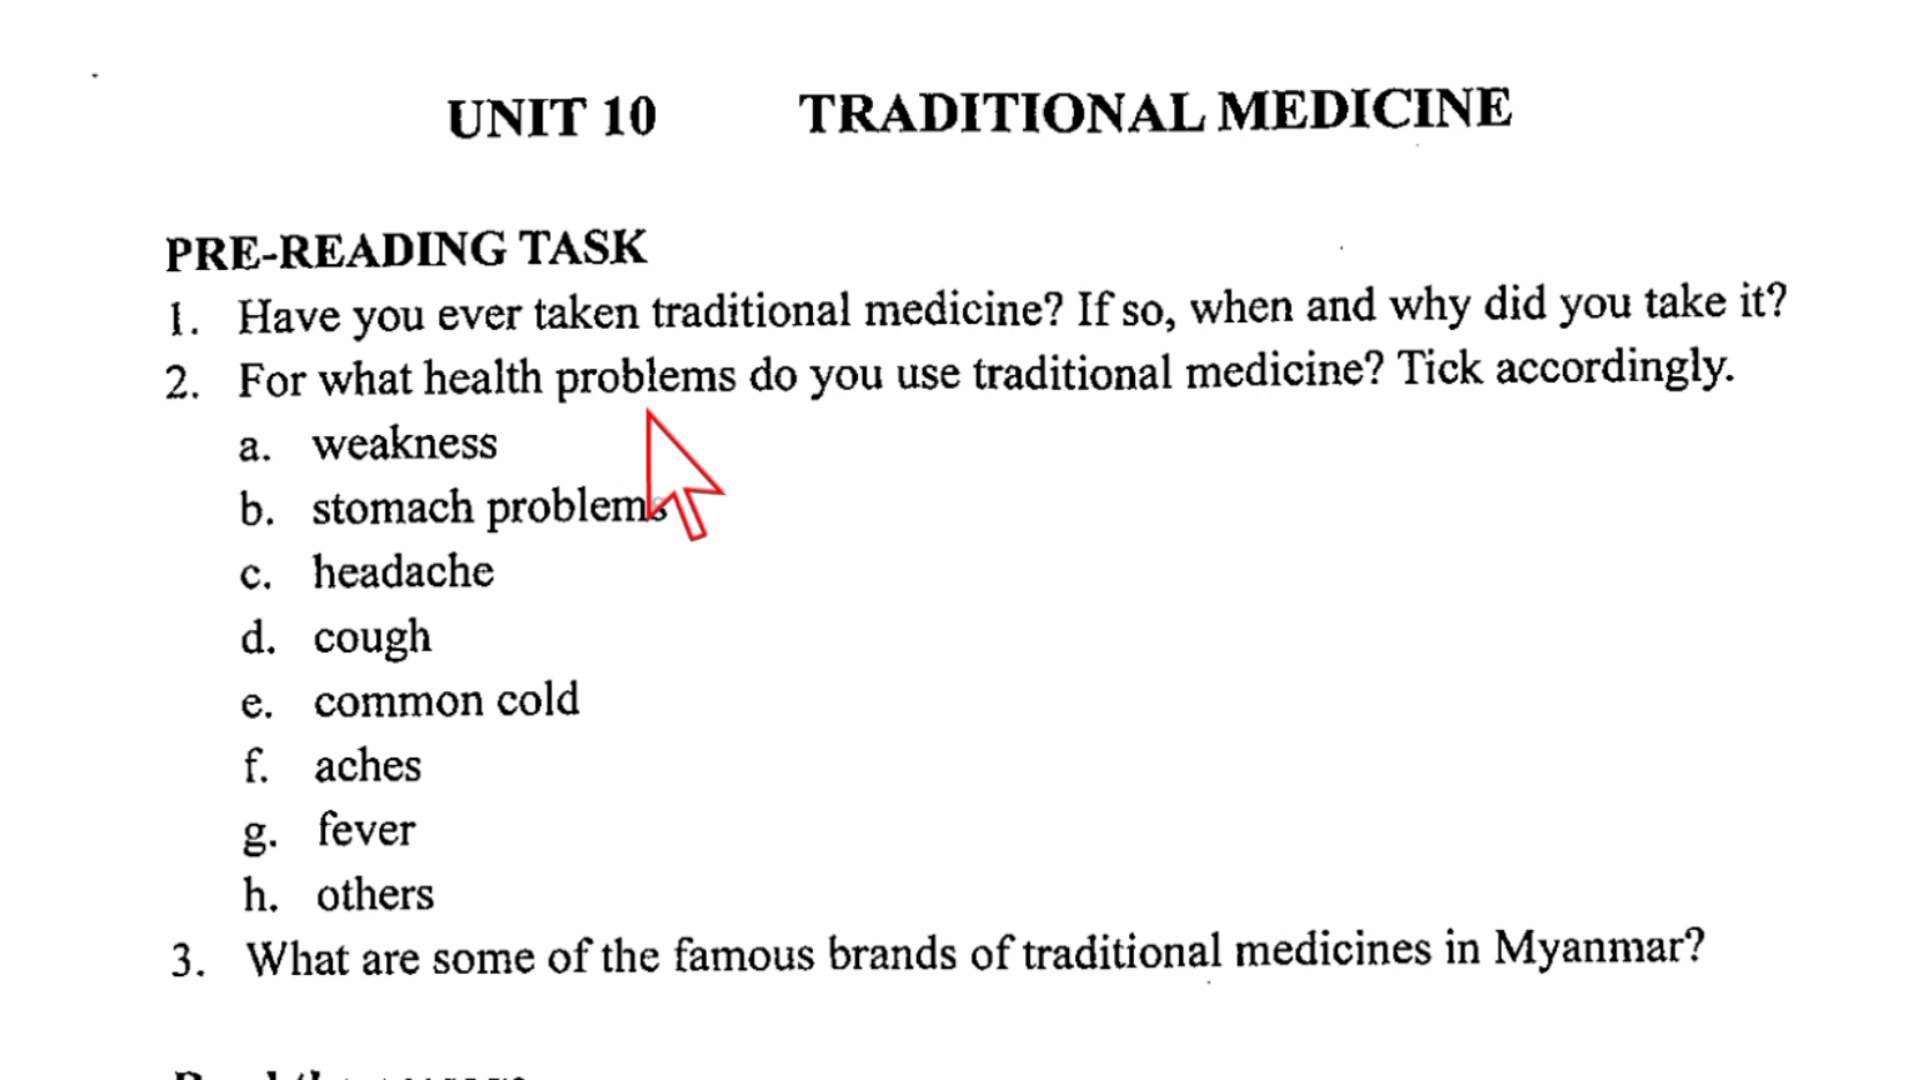 UNIT 10 TRADITIONAL MEDICINE
PRE-READING TASK
1. Have you ever taken traditional medicine? If so, when and why did you take it?
2. For what health problems do you use traditional medicine? Tick accordingly.
a. weakness
b. stomach problems
c. headache
d. cough
e. common cold
f. aches
g. fever
h. others
3. What are some of the famous brands of traditional medicines in Myanmar?